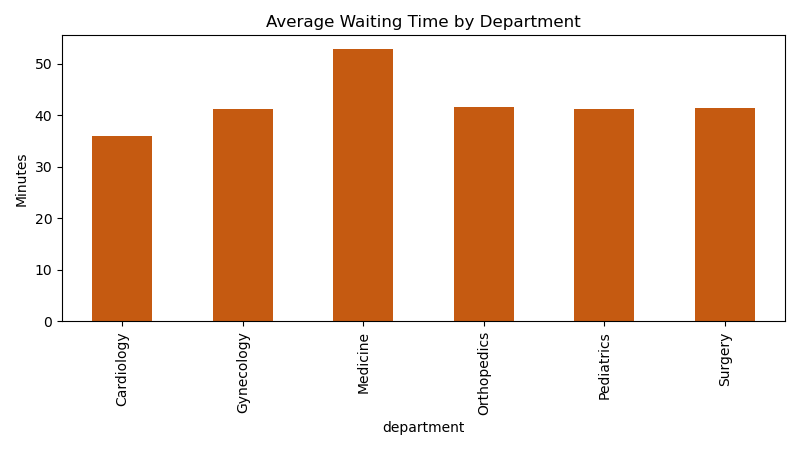 Average Waiting Time by Department
Minutes
50
40
30
20
10
0
Cardiology
Gynecology
Medicine
Orthopedics
Pediatrics
Surgery
department